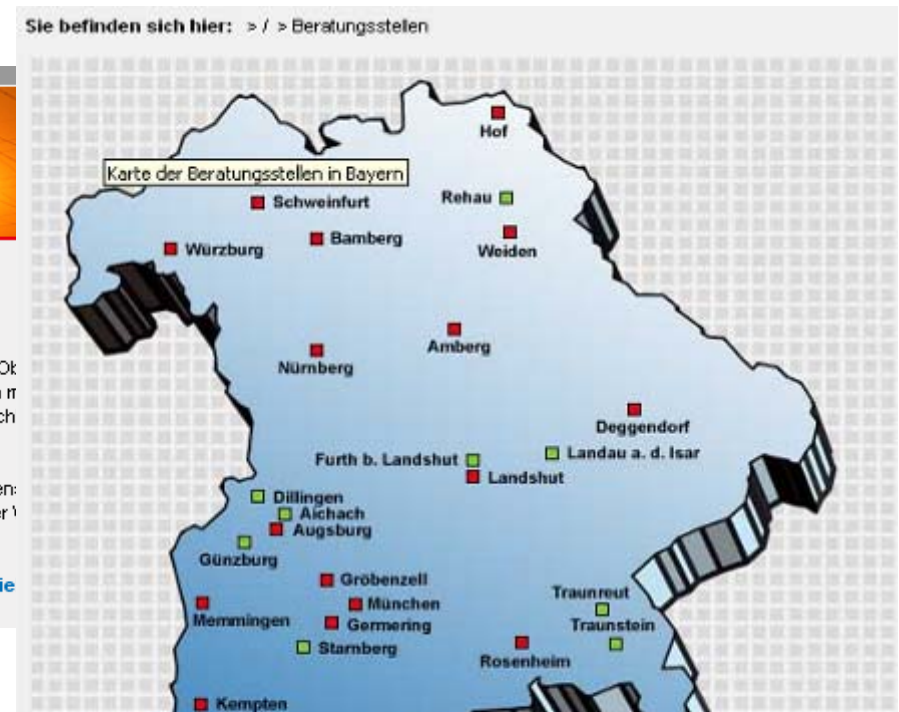 Sie befinden sich hier: > / > Beratungsstellen
Hof
Karte der Beratungsstellen in Bayern
Rehau
Schweinfurt
Bamberg
Würzburg
Weiden
Amberg
Nürnberg
Deggendorf
Landau a. d. Isar
Furth b. Landshut
Landshut
Dillingen
Aichach
Augsburg
Günzburg
Gröbenzell
Traunreut
München
Memmingen
Germering
Traunstein
Starnberg
Rosenheim
Kempten